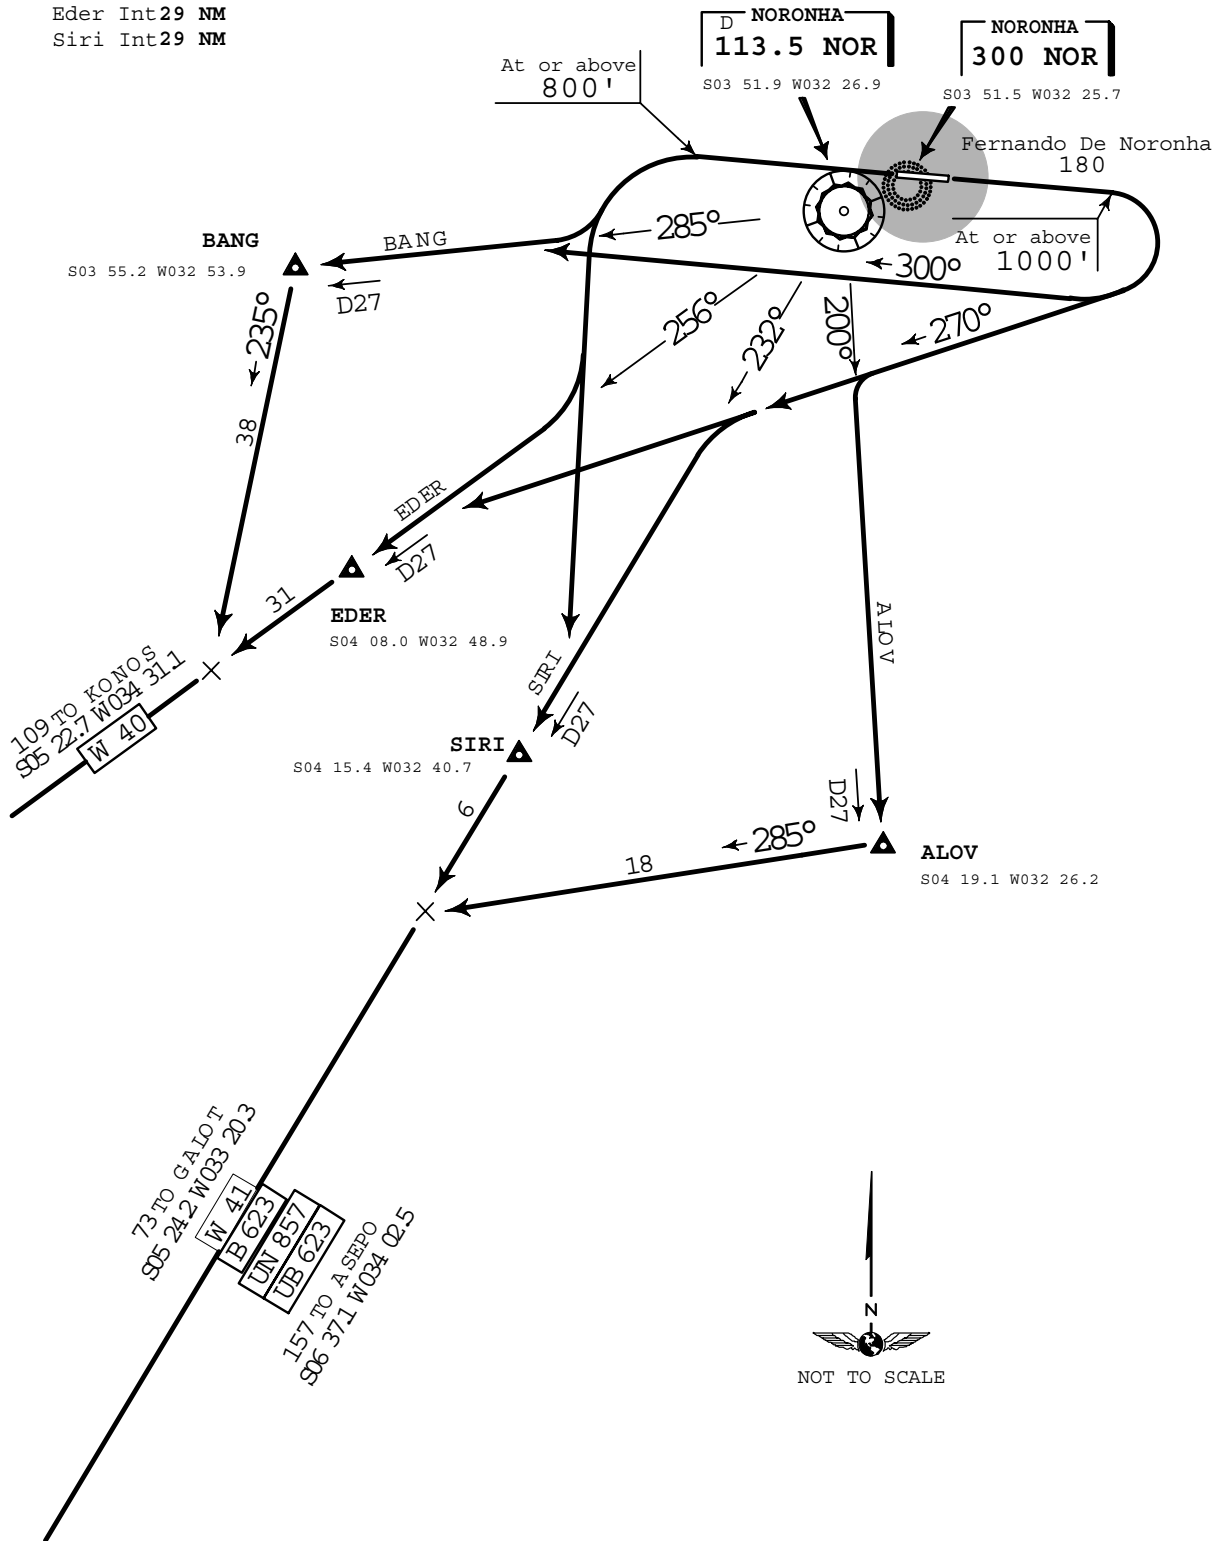 Eder Int 29 NM
Siri Int 29 NM
D NORONHA
113.5 NOR
S03 51.9 W032 26.9
NORONHA
300 NOR
S03 51.5 W032 25.7
At or above
800'
Fernando De Noronha
180
At or above
1000'
BANG
S03 55.2 W032 53.9
BANG
D27
285°
300°
235°
38
256°
232°
200°
270°
EDER
D27
31
EDER
S04 08.0 W032 48.9
109 TO KONOS
S05 22.7 W034 31.1
W 40
SIRI
D27
SIRI
S04 15.4 W032 40.7
6
ALOV
D27
285°
18
ALOV
S04 19.1 W032 26.2
73 TO GALOT
S05 24.2 W033 20.3
W 41
B 623
UN 857
UB 623
157 TO ASEPO
S06 37.1 W034 02.5
N
NOT TO SCALE